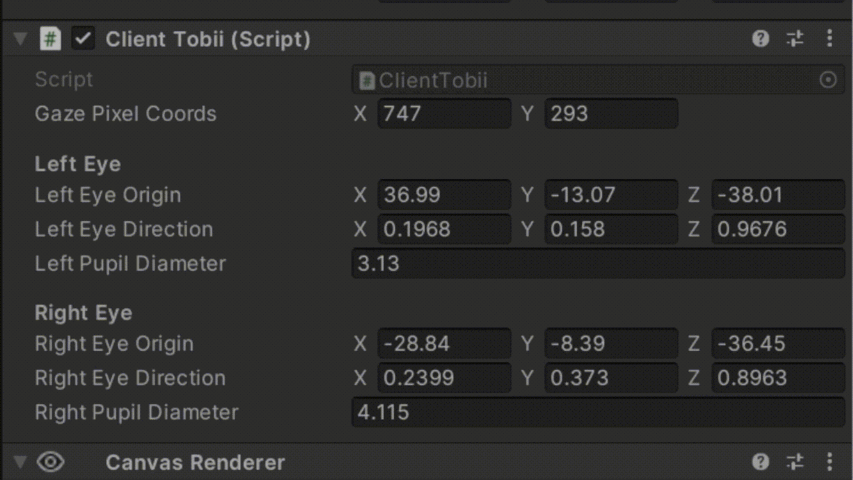 # Client Tobii (Script)
Script # ClientTobii
Gaze Pixel Coords X 747 Y 293
Left Eye
Left Eye Origin X 36.99 Y -13.07 Z -38.01
Left Eye Direction X 0.1968 Y 0.158 Z 0.9676
Left Pupil Diameter 3.13
Right Eye
Right Eye Origin X -28.84 Y -8.39 Z -36.45
Right Eye Direction X 0.2399 Y 0.373 Z 0.8963
Right Pupil Diameter 4.115
Canvas Renderer